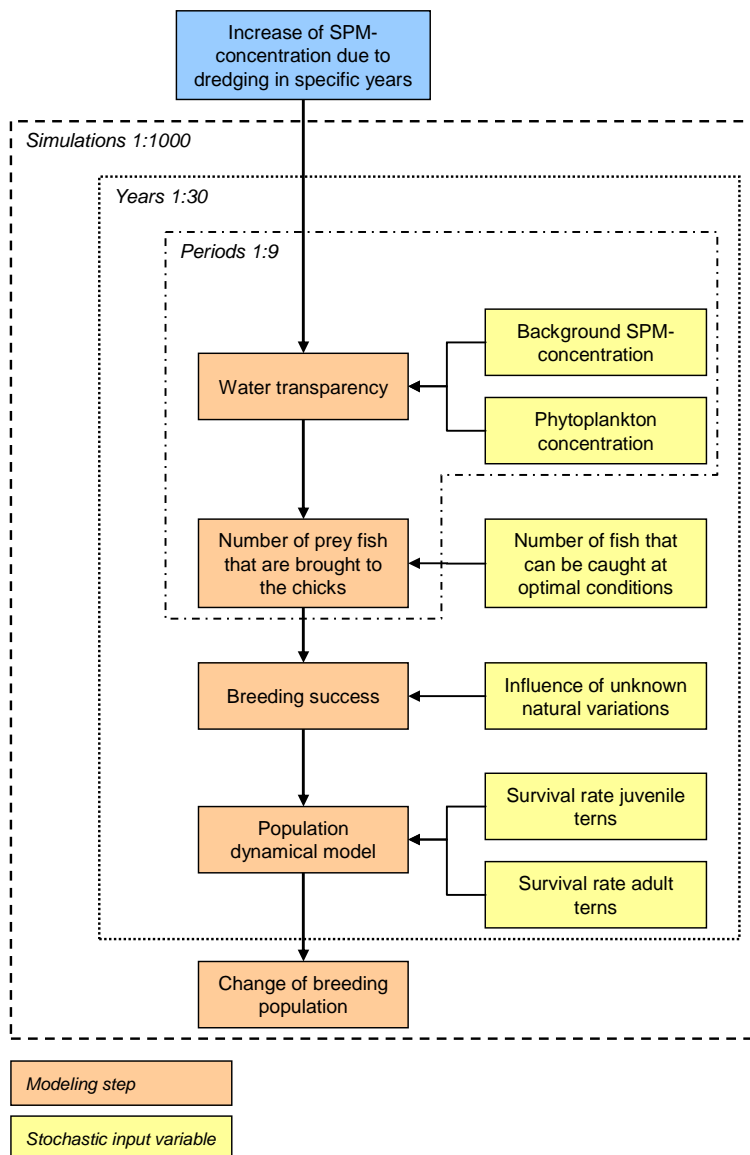 Increase of SPM-
concentration due to
dredging in specific years
Simulations 1:1000
Years 1:30
Periods 1:9
Background SPM-
concentration
Water transparency
Phytoplankton
concentration
Number of prey fish
that are brought to
the chicks
Number of fish that
can be caught at
optimal conditions
Breeding success
Influence of unknown
natural variations
Survival rate juvenile
terns
Population
dynamical model
Survival rate adult
terns
Change of breeding
population
Modeling step
Stochastic input variable